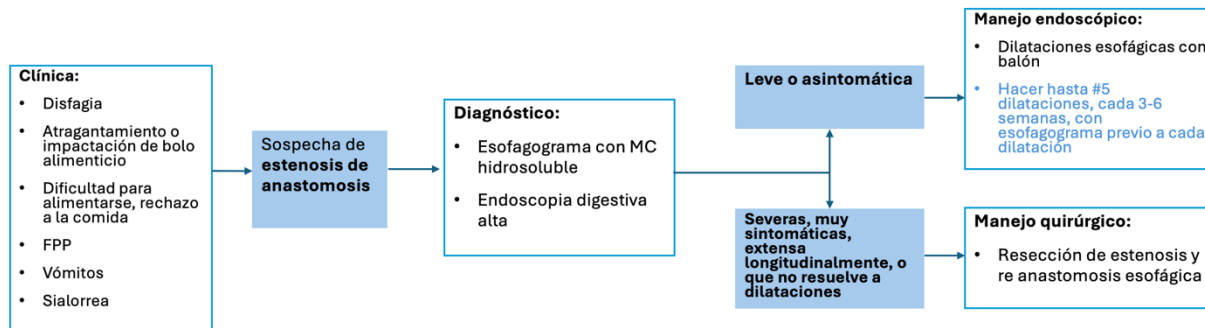 Clínica:
• Disfagia
• Atragantamiento o
impactación de bolo
alimenticio
• Dificultad para
alimentarse, rechazo
a la comida
• FPP
• Vómitos
• Sialorrea
Sospecha de
estenosis de
anastomosis
Diagnóstico:
• Esofagograma con MC
hidrosoluble
• Endoscopia digestiva
alta
Leve o asintomática
Manejo endoscópico:
• Dilataciones esofágicas con
balón
• Hacer hasta #5
dilataciones, cada 3-6
semanas, con
esofagograma previo a cada
dilatación
Severas, muy
sintomáticas,
extensa
longitudinalmente, o
que no resuelve a
dilataciones
Manejo quirúrgico:
• Resección de estenosis y
re anastomosis esofágica